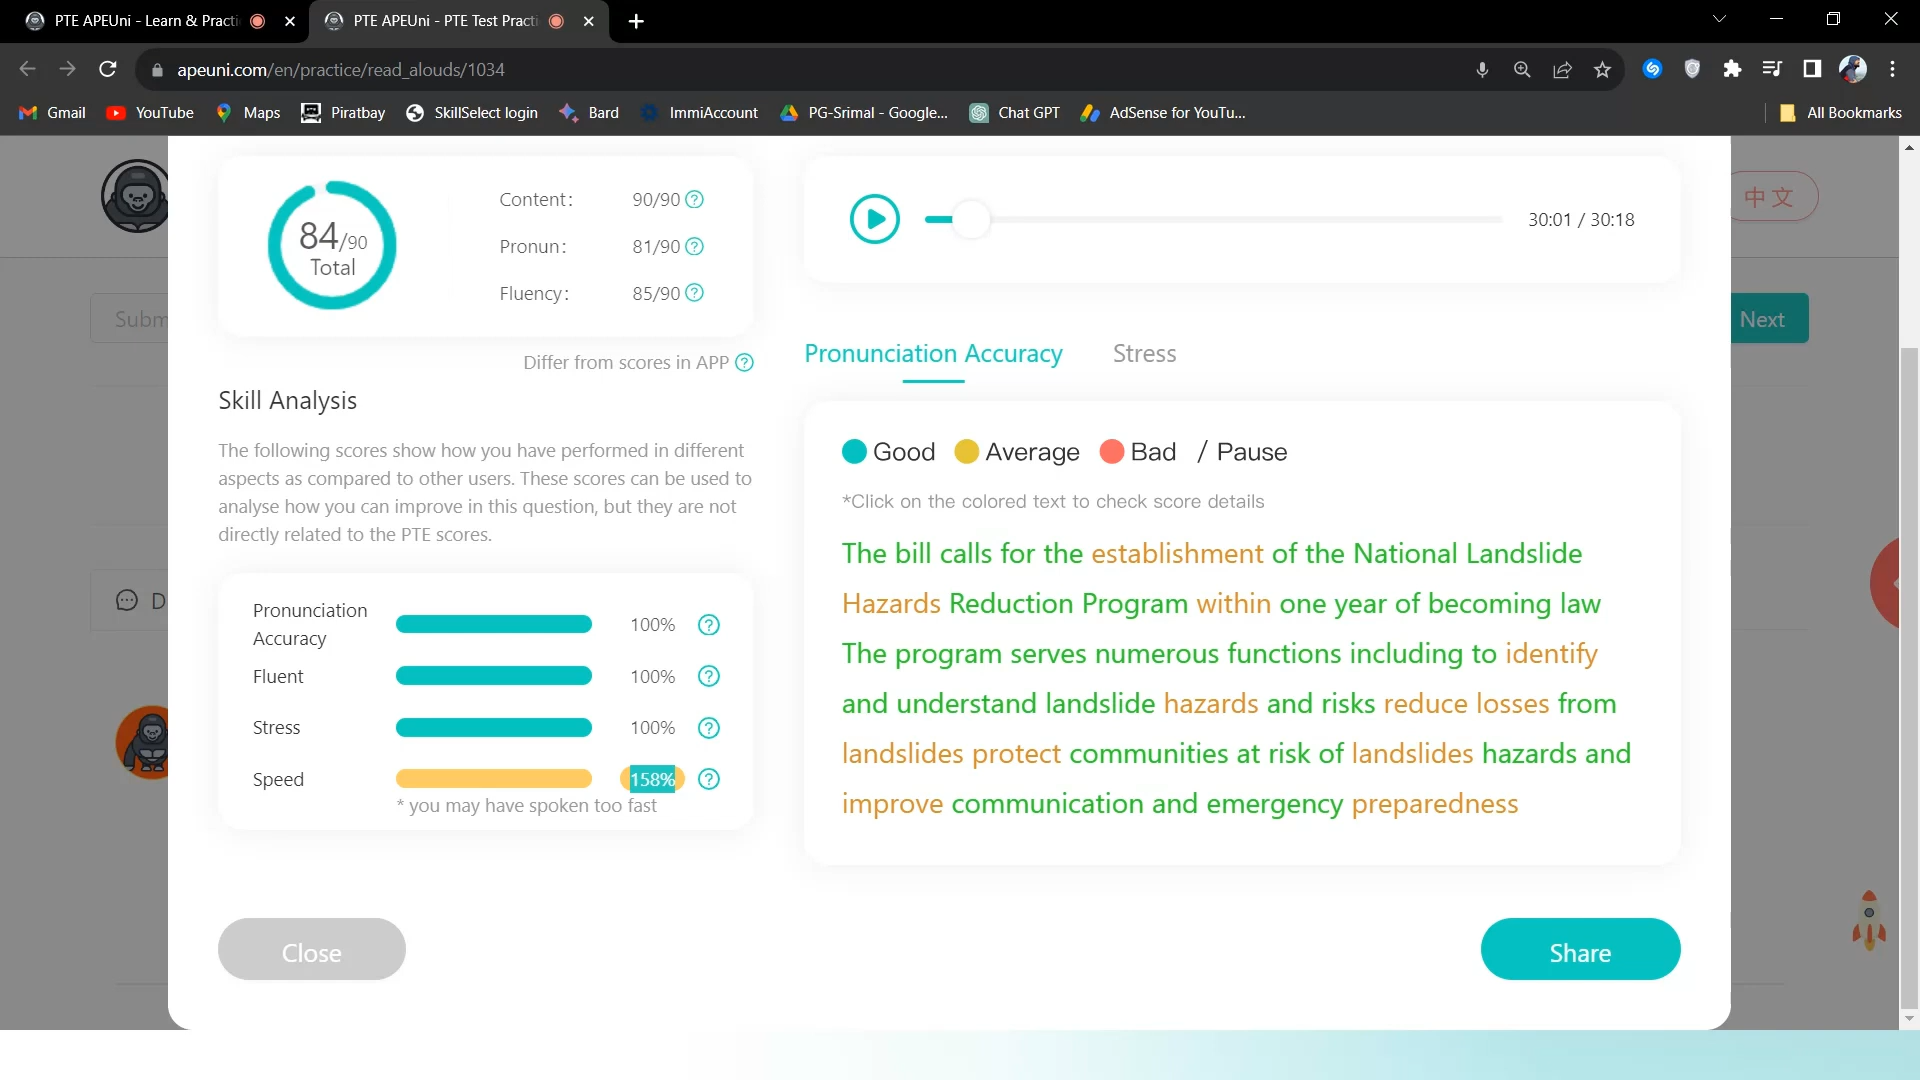 PTE APEUni - Learn & Practi
PTE APEUni - PTE Test Practi
apeuni.com/en/practice/read_alouds/1034
Gmail
YouTube
Maps
Piratbay
SkillSelect login
Bard
ImmiAccount
PG-Srimal - Google...
Chat GPT
AdSense for YouTu...
All Bookmarks
84/90
Total
Content: 90/90
Pronun: 81/90
Fluency: 85/90
30:01 / 30:18
中文
Subm
Next
Differ from scores in APP
Pronunciation Accuracy
Stress
Skill Analysis
The following scores show how you have performed in different
aspects as compared to other users. These scores can be used to
analyse how you can improve in this question, but they are not
directly related to the PTE scores.
Good Average Bad / Pause
*Click on the colored text to check score details
The bill calls for the establishment of the National Landslide
Hazards Reduction Program within one year of becoming law
The program serves numerous functions including to identify
and understand landslide hazards and risks reduce losses from
landslides protect communities at risk of landslides hazards and
improve communication and emergency preparedness
D
Pronunciation
Accuracy 100%
Fluent 100%
Stress 100%
Speed 158%
* you may have spoken too fast
Close
Share